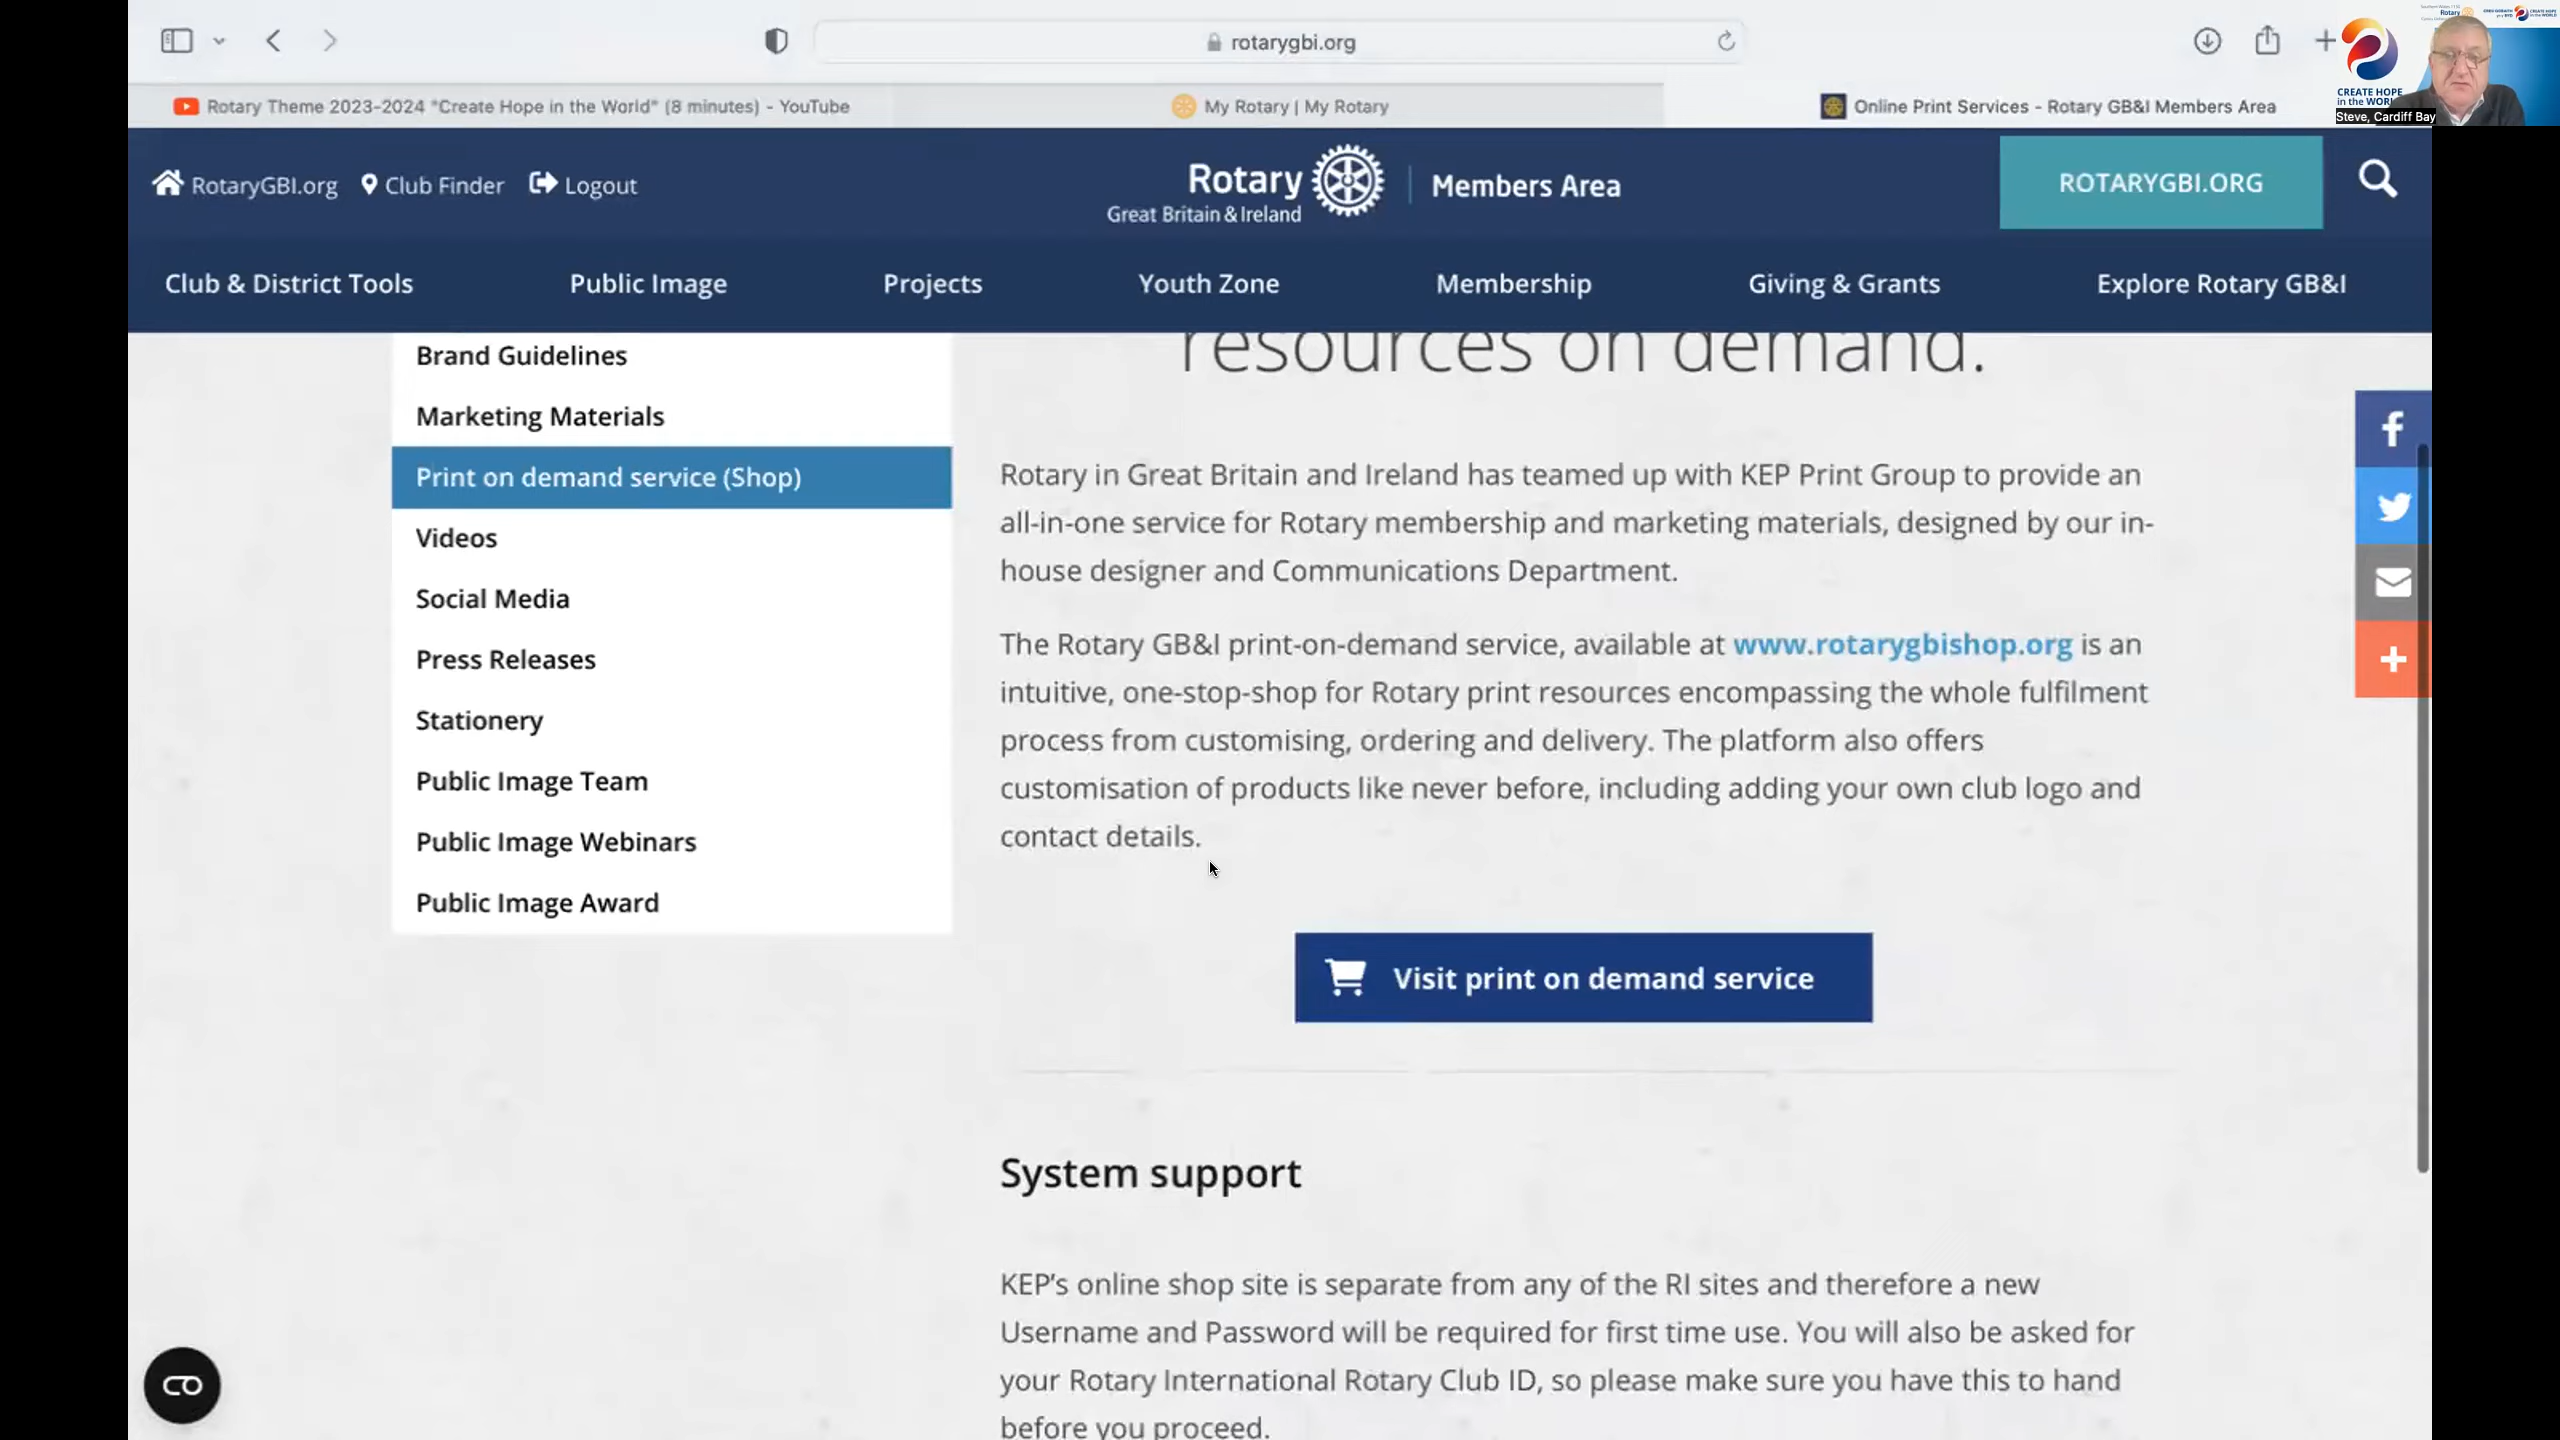 rotarygbi.org
Rotary Theme 2023-2024 "Create Hope in the World" (8 minutes) - YouTube
My Rotary | My Rotary
Online Print Services - Rotary GB&I Members Area
CREATE HOPE
in the WORL
Steve, Cardiff Bay
RotaryGBI.org
Club Finder
Logout
Rotary
Great Britain & Ireland
Members Area
ROTARYGBI.ORG
Club & District Tools
Public Image
Projects
Youth Zone
Membership
Giving & Grants
Explore Rotary GB&I
Brand Guidelines
Marketing Materials
Print on demand service (Shop)
Videos
Social Media
Press Releases
Stationery
Public Image Team
Public Image Webinars
Public Image Award
resources on demand.
Rotary in Great Britain and Ireland has teamed up with KEP Print Group to provide an
all-in-one service for Rotary membership and marketing materials, designed by our in-
house designer and Communications Department.
The Rotary GB&I print-on-demand service, available at www.rotarygbishop.org is an
intuitive, one-stop-shop for Rotary print resources encompassing the whole fulfilment
process from customising, ordering and delivery. The platform also offers
customisation of products like never before, including adding your own club logo and
contact details.
Visit print on demand service
System support
KEP's online shop site is separate from any of the RI sites and therefore a new
Username and Password will be required for first time use. You will also be asked for
your Rotary International Rotary Club ID, so please make sure you have this to hand
before you proceed.